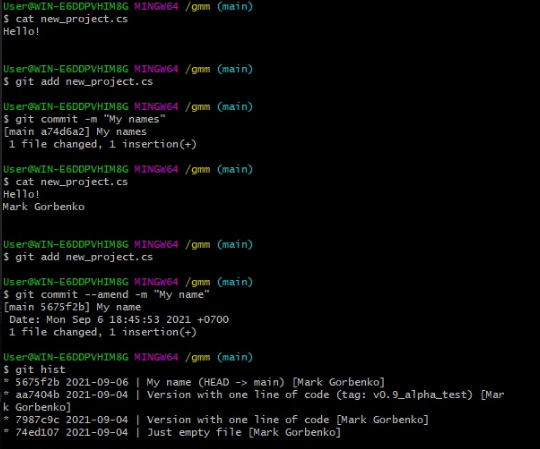 User@WIN-E6DDPVHIM8G MINGW64 /gmm (main)
$ cat new_project.cs
Hello!
User@WIN-E6DDPVHIM8G MINGW64 /gmm (main)
$ git add new_project.cs
User@WIN-E6DDPVHIM8G MINGW64 /gmm (main)
$ git commit -m "My names"
[main a74d6a2] My names
 1 file changed, 1 insertion(+)
User@WIN-E6DDPVHIM8G MINGW64 /gmm (main)
$ cat new_project.cs
Hello!
Mark Gorbenko
User@WIN-E6DDPVHIM8G MINGW64 /gmm (main)
$ git add new_project.cs
User@WIN-E6DDPVHIM8G MINGW64 /gmm (main)
$ git commit --amend -m "My name"
[main 5675f2b] My name
 Date: Mon Sep 6 18:45:53 2021 +0700
 1 file changed, 1 insertion(+)
User@WIN-E6DDPVHIM8G MINGW64 /gmm (main)
$ git hist
* 5675f2b 2021-09-06 | My name (HEAD -> main) [Mark Gorbenko]
* aa7404b 2021-09-04 | Version with one line of code (tag: v0.9_alpha_test) [Mar
k Gorbenko]
* 7987c9c 2021-09-04 | Version with one line of code [Mark Gorbenko]
* 74ed107 2021-09-04 | Just empty file [Mark Gorbenko]